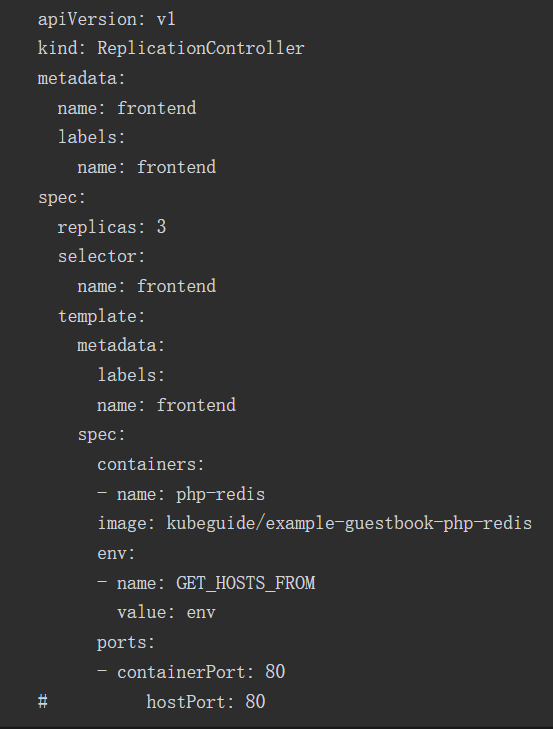 apiVersion: v1
kind: ReplicationController
metadata:
  name: frontend
  labels:
    name: frontend
spec:
  replicas: 3
  selector:
    name: frontend
  template:
    metadata:
      labels:
      name: frontend
    spec:
      containers:
      - name: php-redis
      image: kubeguide/example-guestbook-php-redis
      env:
      - name: GET_HOSTS_FROM
        value: env
      ports:
      - containerPort: 80
#          hostPort: 80